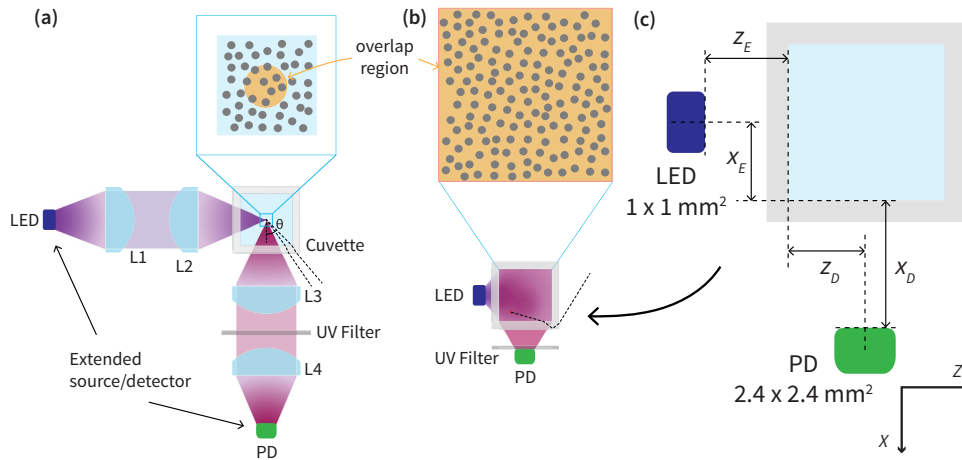 (a)
overlap
region
LED
L1
L2
θ
Cuvette
L3
UV Filter
L4
Extended
source/detector
PD
(b)
LED
UV Filter
PD
(c)
Z_E
X_E
LED
1 x 1 mm²
Z_D
X_D
PD
2.4 x 2.4 mm²
Z
X